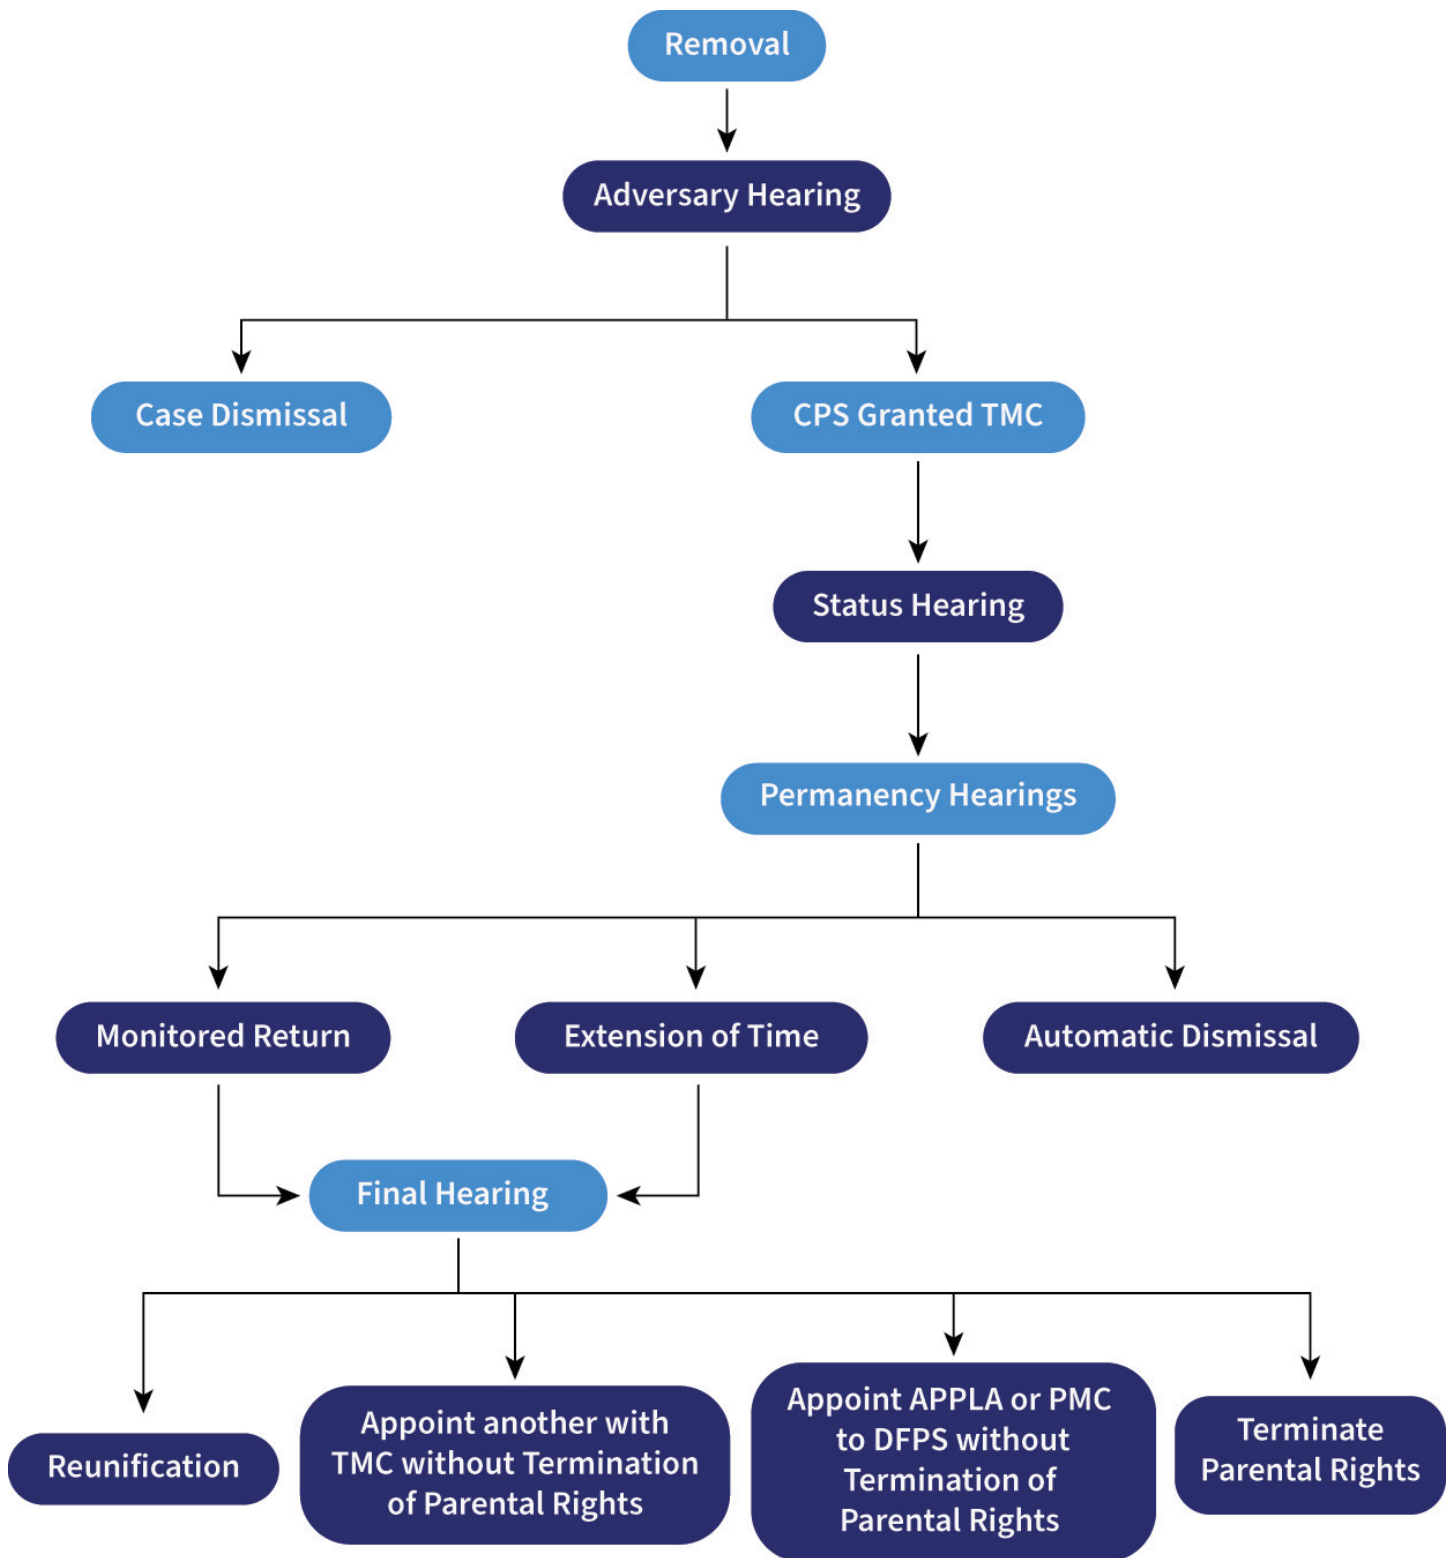 Removal
Adversary Hearing
Case Dismissal
CPS Granted TMC
Status Hearing
Permanency Hearings
Monitored Return
Extension of Time
Automatic Dismissal
Final Hearing
Reunification
Appoint another with
TMC without Termination
of Parental Rights
Appoint APPLA or PMC
to DFPS without
Termination of
Parental Rights
Terminate
Parental Rights